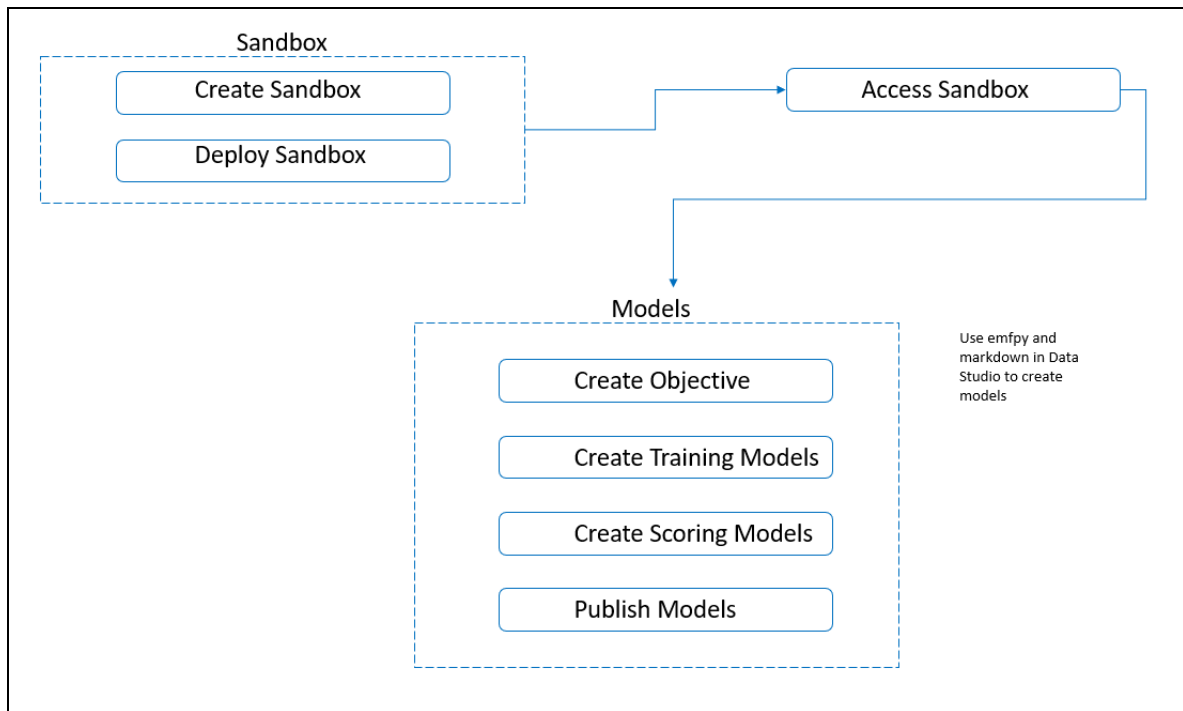 Sandbox
Create Sandbox
Deploy Sandbox
Access Sandbox
Models
Create Objective
Create Training Models
Create Scoring Models
Publish Models
Use emfpy and
markdown in Data
Studio to create
models